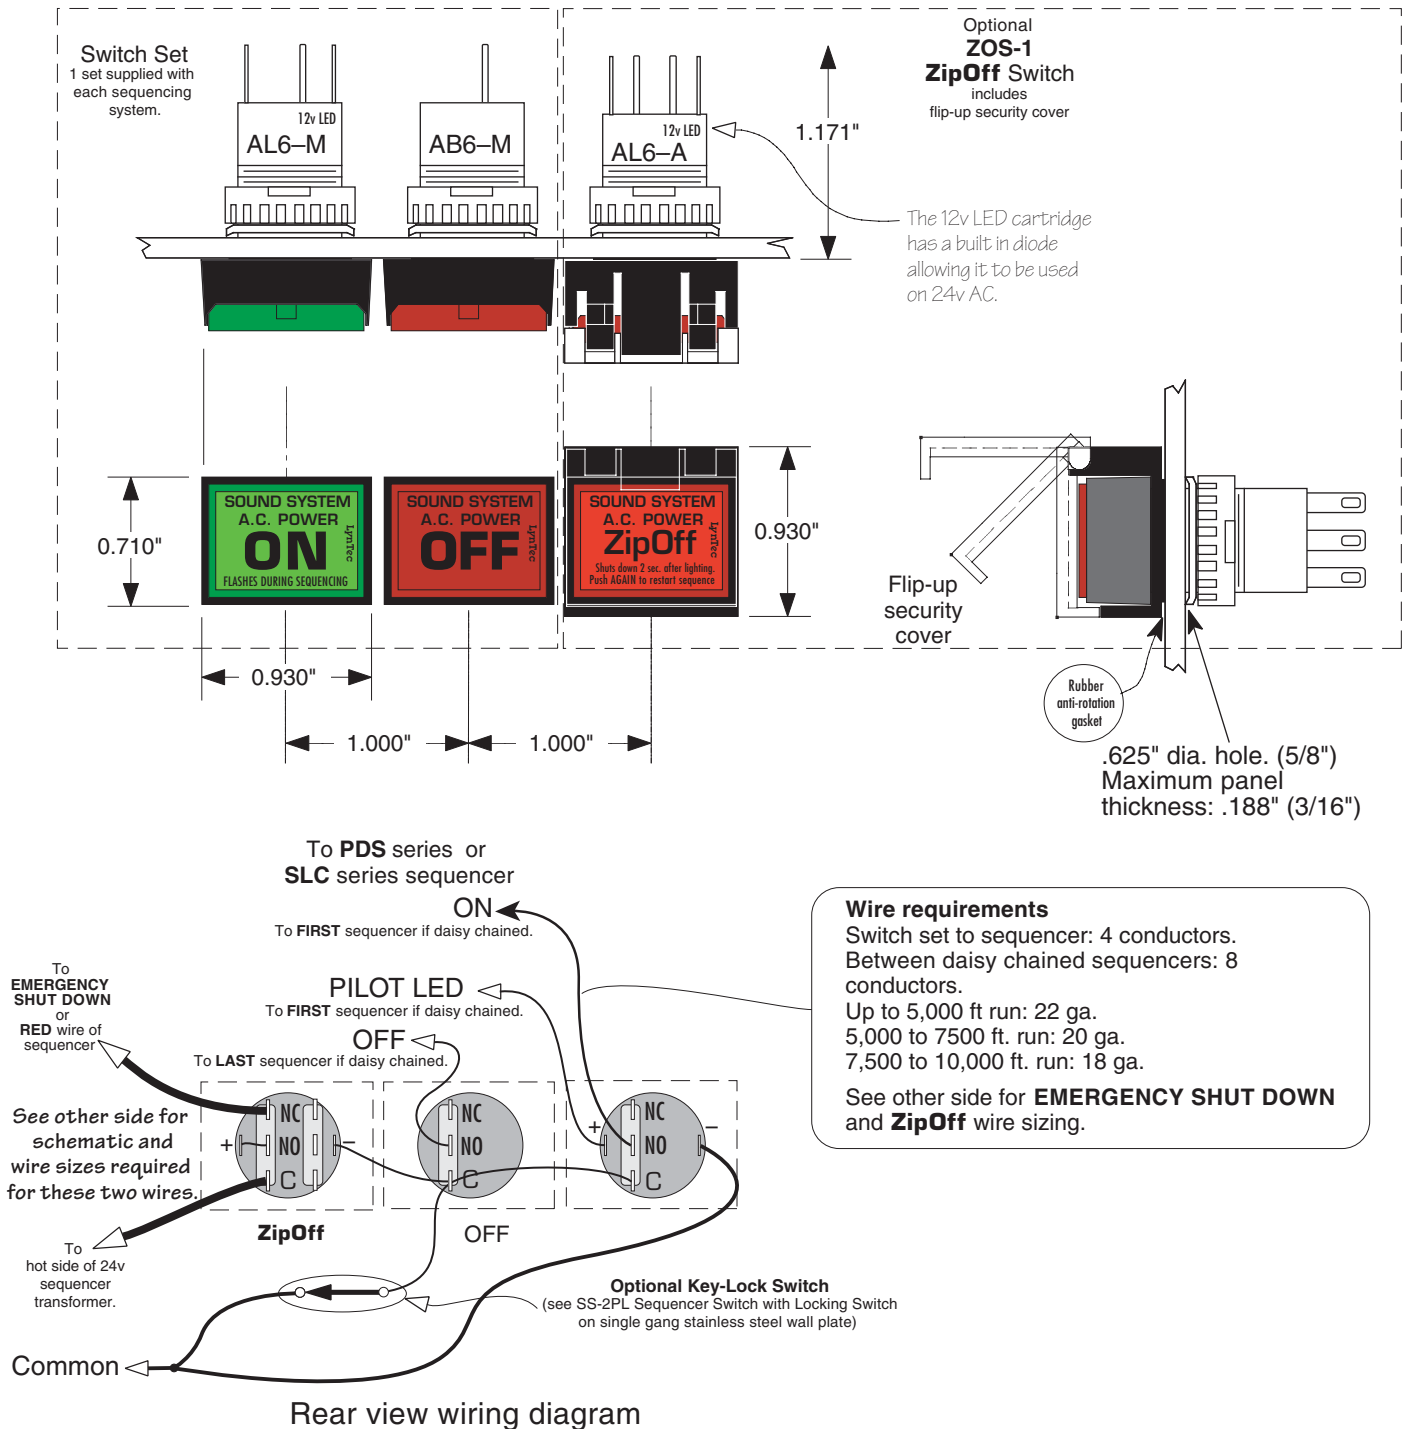 Switch Set
1 set supplied with
each sequencing
system.
12v LED
AL6–M
AB6–M
12v LED
AL6–A
Optional
ZOS-1
ZipOff Switch
includes
flip-up security cover
1.171"
The 12v LED cartridge
has a built in diode
allowing it to be used
on 24v AC.
0.710"
SOUND SYSTEM
A.C. POWER
ON
FLASHES DURING SEQUENCING
LynTec
SOUND SYSTEM
A.C. POWER
OFF
LynTec
SOUND SYSTEM
A.C. POWER
ZipOff
Shuts down 2 sec. after lighting.
Push AGAIN to restart sequence
LynTec
0.930"
Flip-up
security
cover
0.930"
1.000"
1.000"
Rubber
anti-rotation
gasket
.625" dia. hole. (5/8")
Maximum panel
thickness: .188" (3/16")
To PDS series or
SLC series sequencer
ON
To FIRST sequencer if daisy chained.
PILOT LED
To FIRST sequencer if daisy chained.
OFF
To LAST sequencer if daisy chained.
To
EMERGENCY
SHUT DOWN
or
RED wire of
sequencer
Wire requirements
Switch set to sequencer: 4 conductors.
Between daisy chained sequencers: 8
conductors.
Up to 5,000 ft run: 22 ga.
5,000 to 7500 ft. run: 20 ga.
7,500 to 10,000 ft. run: 18 ga.
See other side for EMERGENCY SHUT DOWN
and ZipOff wire sizing.
See other side for
schematic and
wire sizes required
for these two wires.
+ NC NO C –
NC NO C
+ NC NO C –
ZipOff
OFF
To
hot side of 24v
sequencer
transformer.
Optional Key-Lock Switch
(see SS-2PL Sequencer Switch with Locking Switch
on single gang stainless steel wall plate)
Common
Rear view wiring diagram